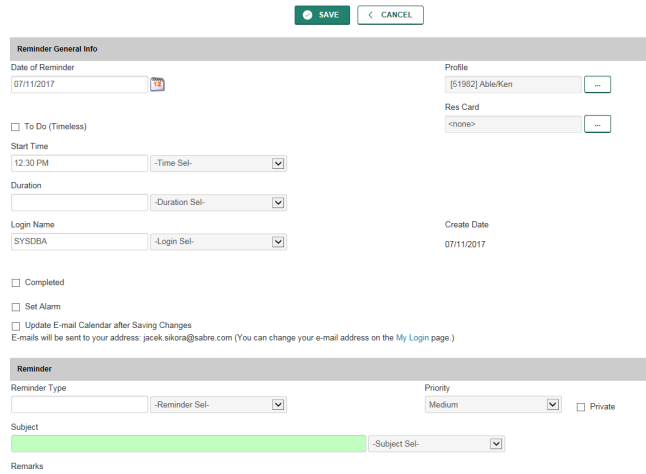 SAVE
CANCEL
Reminder General Info
Date of Reminder
Profile
07/11/2017
12
[51982] Able/Ken
...
Res Card
To Do (Timeless)
<none>
...
Start Time
12:30 PM
-Time Sel-
Duration
-Duration Sel-
Login Name
Create Date
SYSDBA
-Login Sel-
07/11/2017
Completed
Set Alarm
Update E-mail Calendar after Saving Changes
E-mails will be sent to your address: jacek.sikora@sabre.com (You can change your e-mail address on the My Login page.)
Reminder
Reminder Type
Priority
-Reminder Sel-
Medium
Private
Subject
-Subject Sel-
Remarks